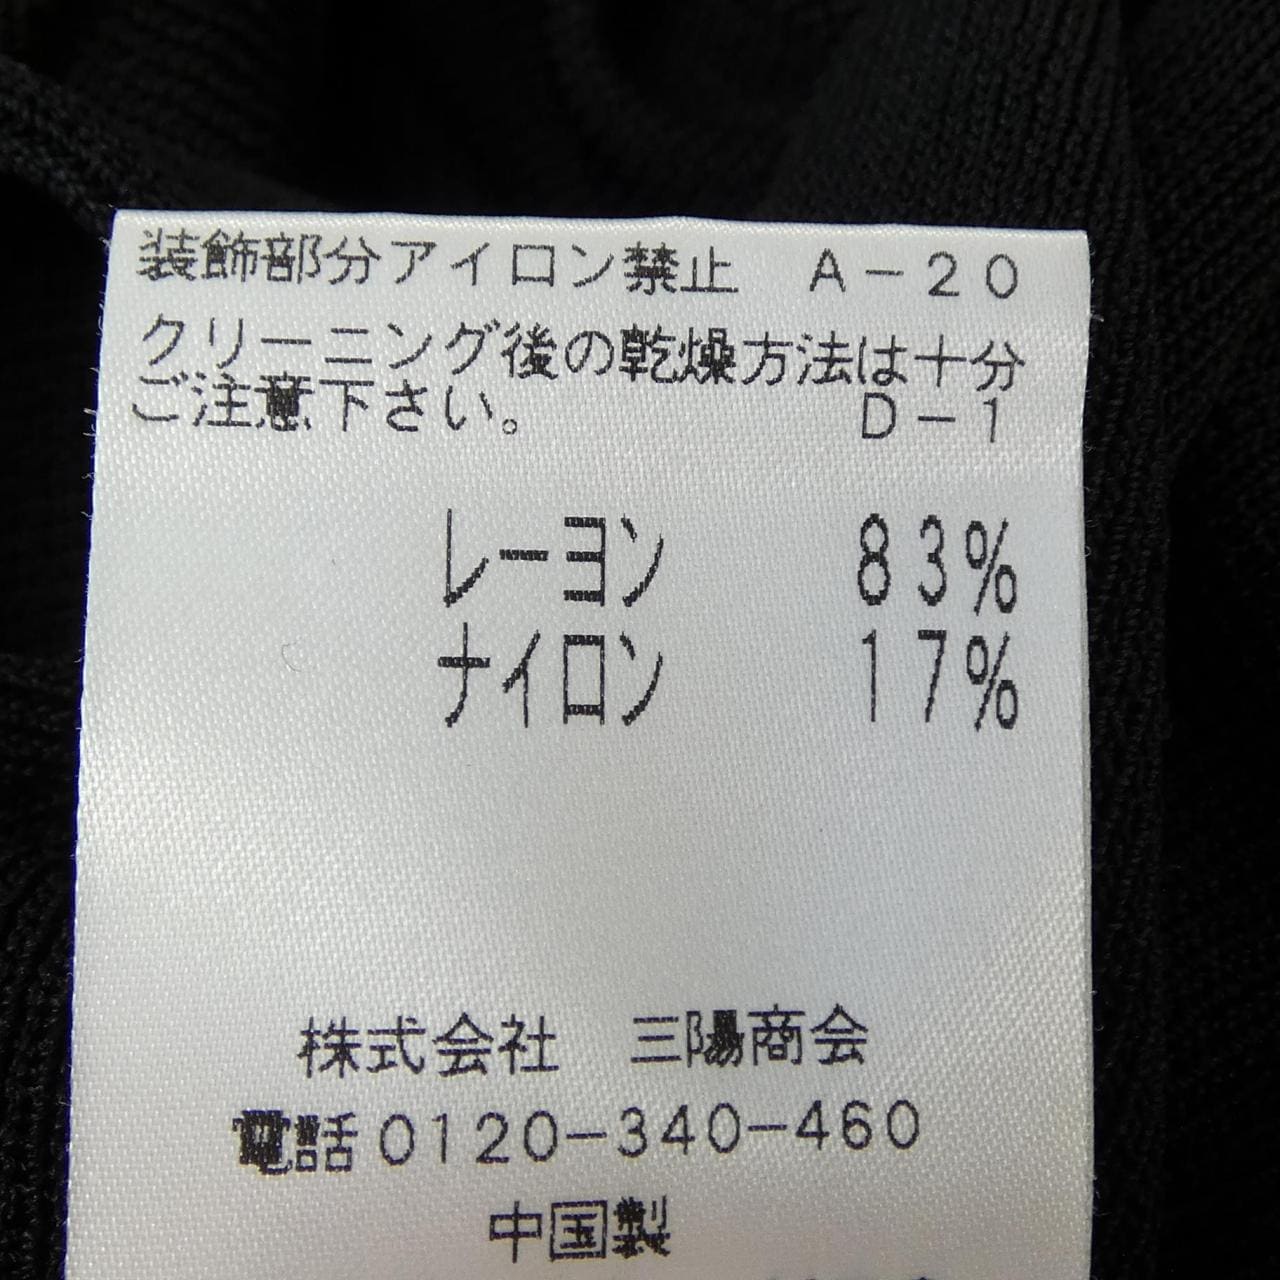 装飾部分アイロン禁止　Ａ－２０
クリーニング後の乾燥方法は十分
ご注意下さい。　Ｄ－１
レーヨン　８３％
ナイロン　１７％
株式会社　三陽商会
電話０１２０－３４０－４６０
中国製